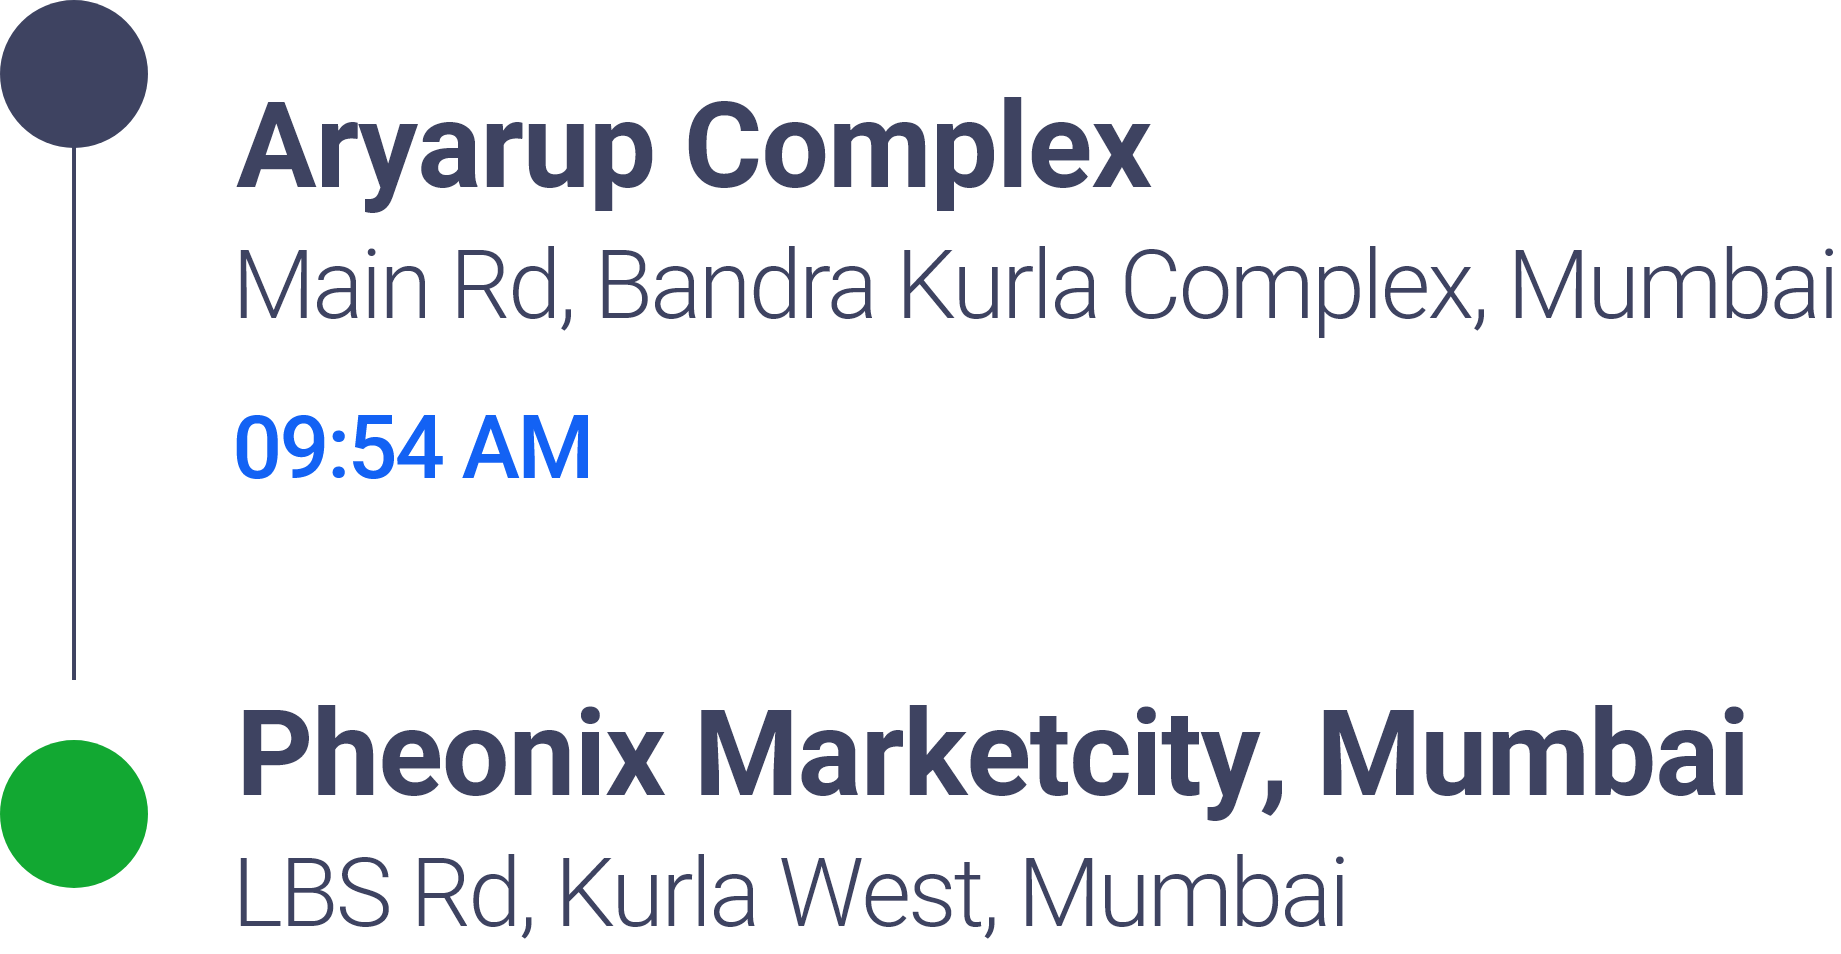 Aryarup Complex
Main Rd, Bandra Kurla Complex, Mumbai
09:54 AM
Pheonix Marketcity, Mumbai
LBS Rd, Kurla West, Mumbai